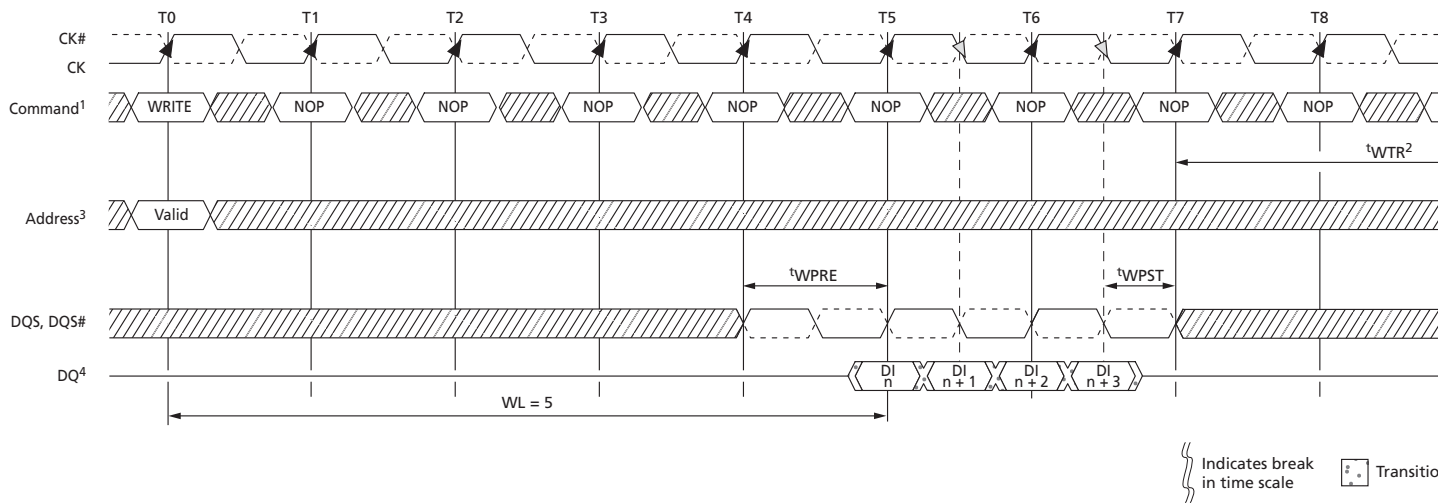 T0 T1 T2 T3 T4 T5 T6 T7 T8
CK#
CK
Command1 WRITE NOP NOP NOP NOP NOP NOP NOP NOP
tWTR2
Address3 Valid
tWPRE tWPST
DQS, DQS#
DQ4 DI n DI n + 1 DI n + 2 DI n + 3
WL = 5
Indicates break
in time scale
Transitio